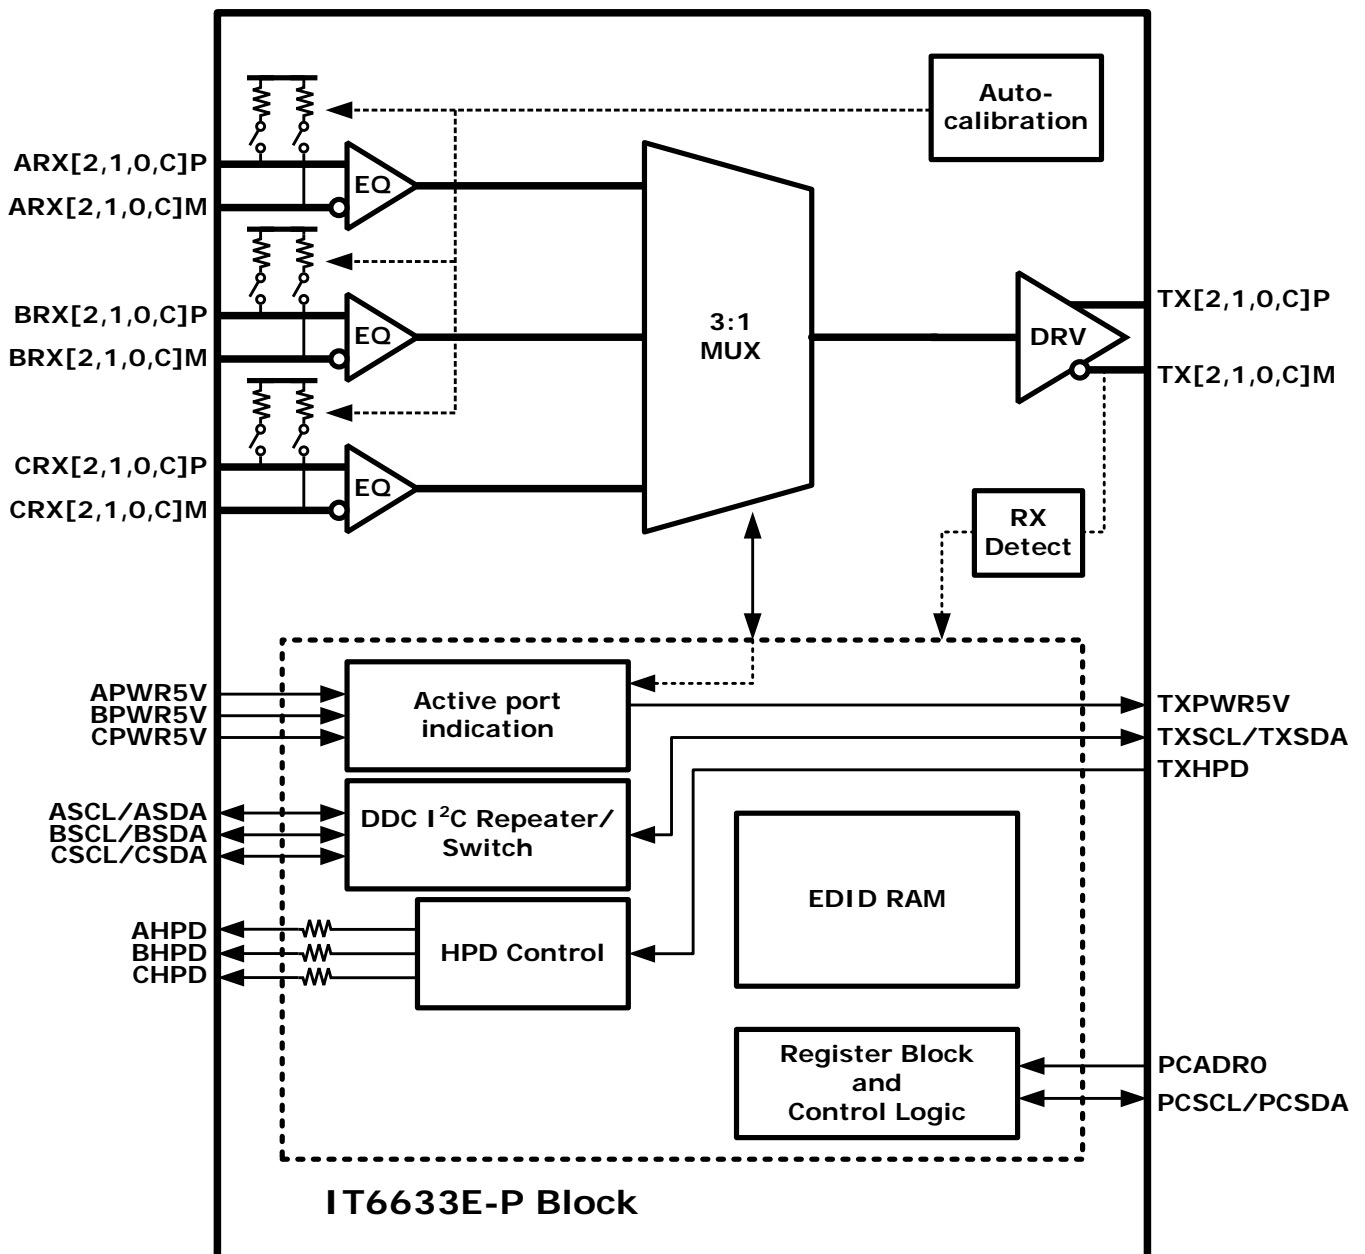 Auto-
calibration
ARX[2,1,0,C]P
ARX[2,1,0,C]M
EQ
BRX[2,1,0,C]P
BRX[2,1,0,C]M
EQ
3:1
MUX
DRV
TX[2,1,0,C]P
TX[2,1,0,C]M
CRX[2,1,0,C]P
CRX[2,1,0,C]M
EQ
RX
Detect
APWR5V
BPWR5V
CPWR5V
Active port
indication
TXPWR5V
TXSCL/TXSDA
TXHPD
ASCL/ASDA
BSCL/BSDA
CSCL/CSDA
DDC I²C Repeater/
Switch
EDID RAM
AHPD
BHPD
CHPD
HPD Control
Register Block
and
Control Logic
PCADR0
PCSCL/PCSDA
IT6633E-P Block